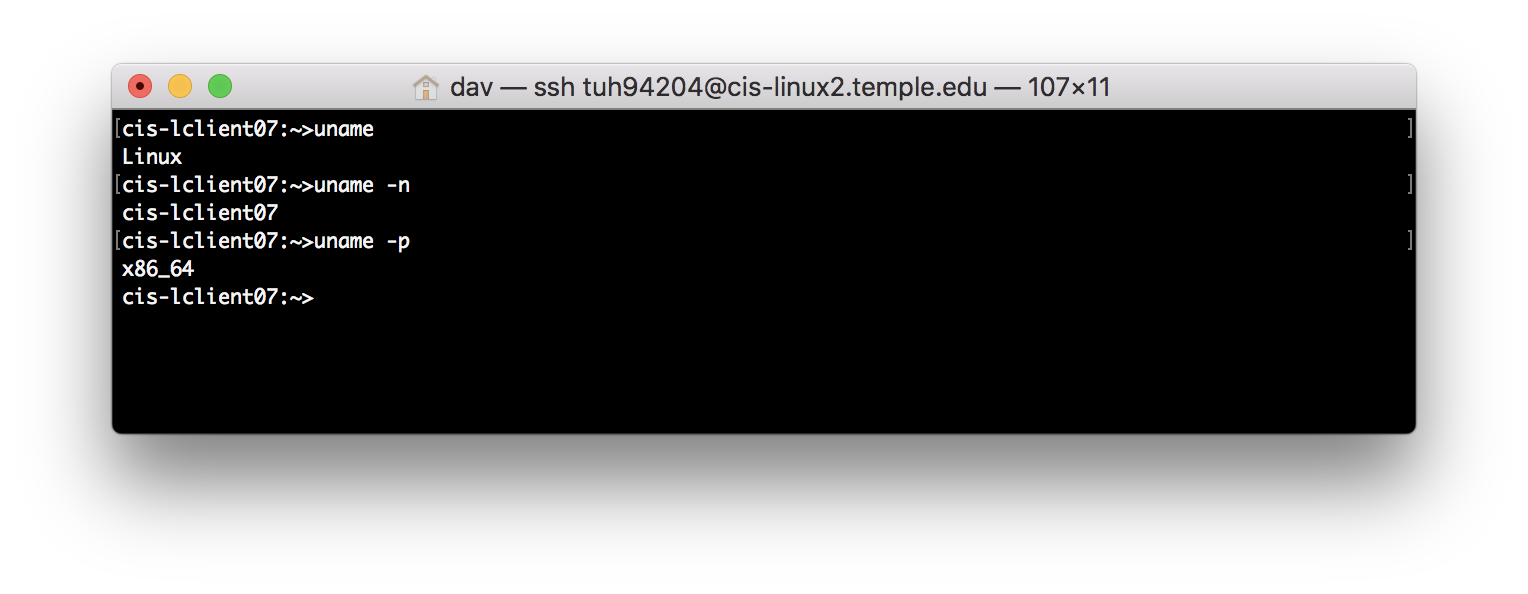 dav — ssh tuh94204@cis-linux2.temple.edu — 107×11
[cis-lclient07:~>uname ]
Linux
[cis-lclient07:~>uname -n ]
cis-lclient07
[cis-lclient07:~>uname -p ]
x86_64
cis-lclient07:~>